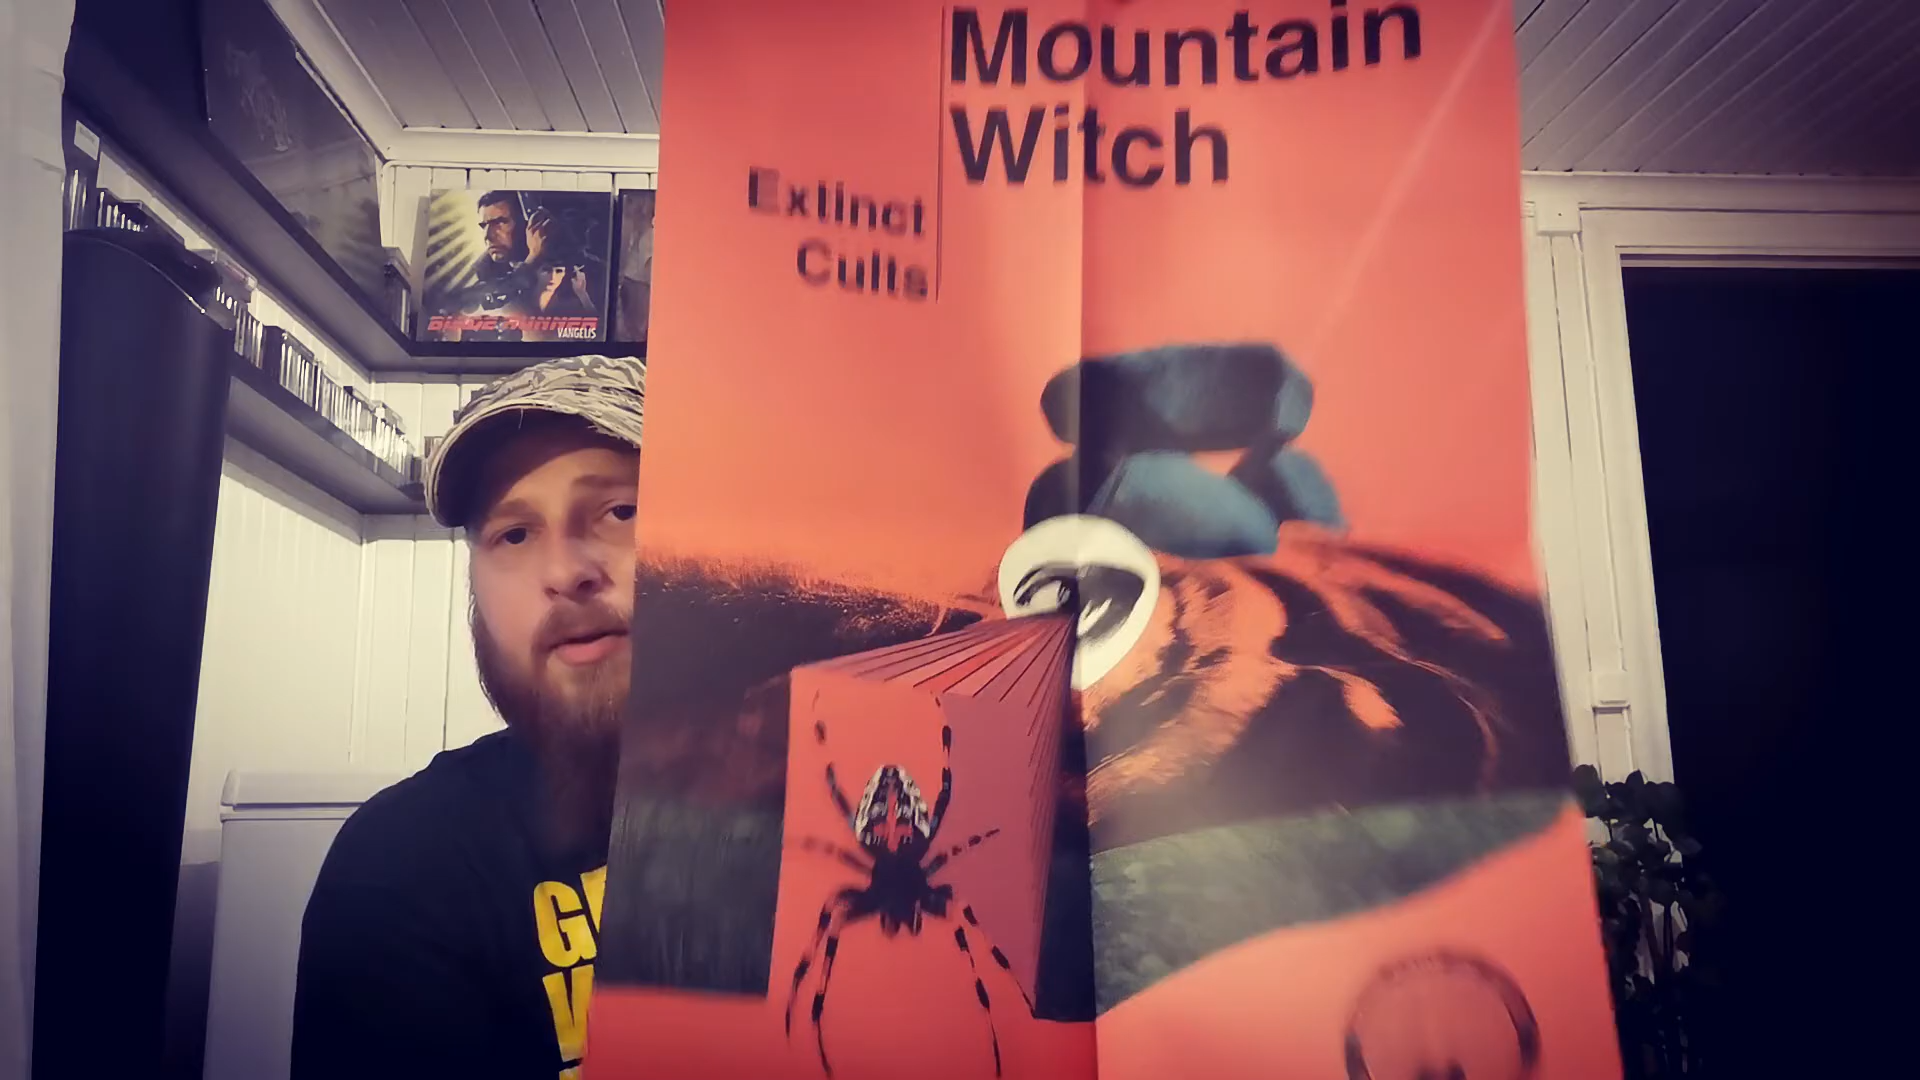 Mountain
Witch
Extinct
Cults
BLADE RUNNER
VANGELIS